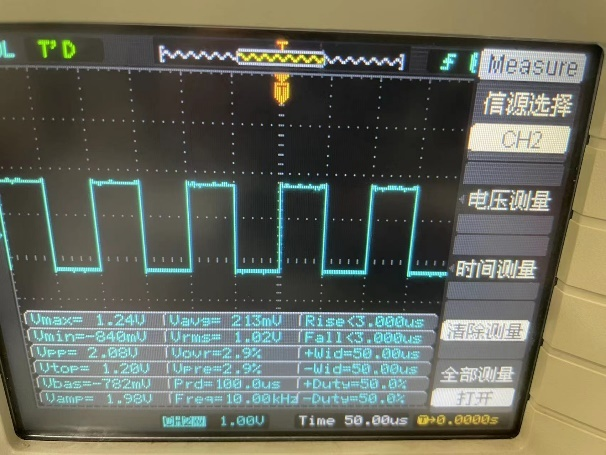 T'D
Measure
信源选择
CH2
电压测量
时间测量
清除测量
全部测量
打开
Vmax= 1.24V Vavg= 213mV Rise<3.000us
Vmin=-840mV Vrms= 1.02V Fall<3.000us
Vpp= 2.08V Vovr=2.9% +Wid=50.00us
Vtop= 1.20V Vpre=2.9% -Wid=50.00us
Vbas=-782mV Prd=100.0us +Duty=50.0%
Vamp= 1.98V Freq=10.00kHz -Duty=50.0%
CH2 1.00V Time 50.00us T→0.0000s